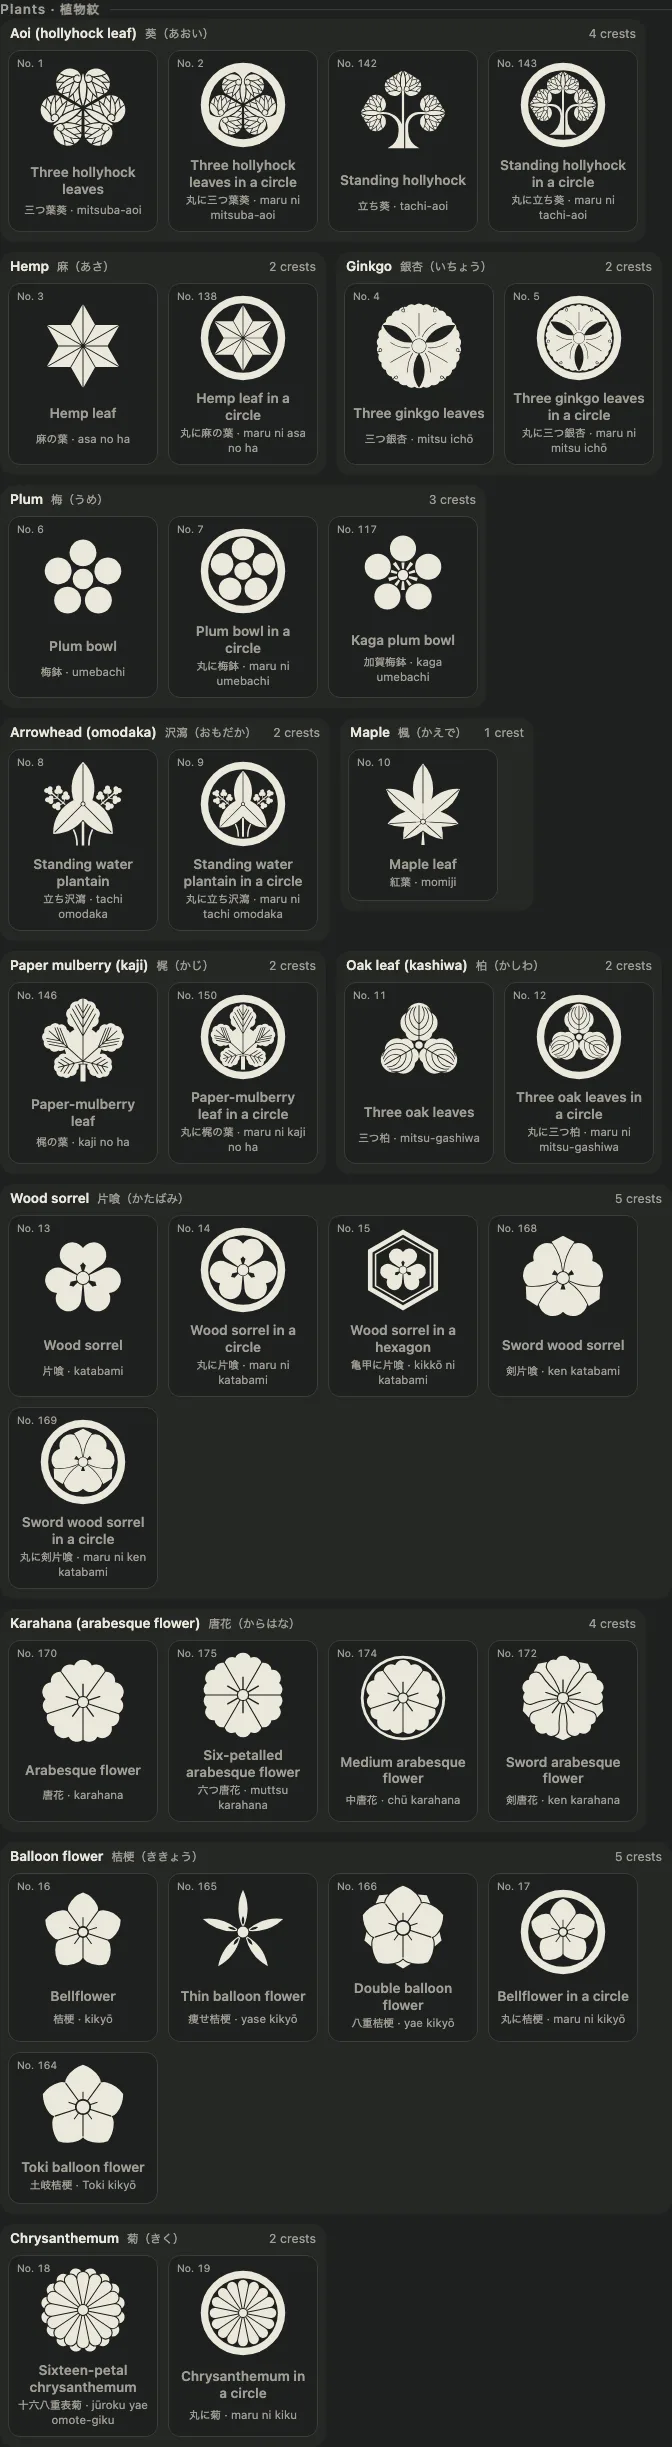 Plants · 植物紋
Aoi (hollyhock leaf) 葵（あおい） 4 crests
No. 1
Three hollyhock
leaves
三つ葉葵 · mitsuba-aoi
No. 2
Three hollyhock
leaves in a circle
丸に三つ葉葵 · maru ni
mitsuba-aoi
No. 142
Standing hollyhock
立ち葵 · tachi-aoi
No. 143
Standing hollyhock
in a circle
丸に立ち葵 · maru ni
tachi-aoi
Hemp 麻（あさ） 2 crests
No. 3
Hemp leaf
麻の葉 · asa no ha
No. 138
Hemp leaf in a
circle
丸に麻の葉 · maru ni asa
no ha
Ginkgo 銀杏（いちょう） 2 crests
No. 4
Three ginkgo leaves
三つ銀杏 · mitsu ichō
No. 5
Three ginkgo leaves
in a circle
丸に三つ銀杏 · maru ni
mitsu ichō
Plum 梅（うめ） 3 crests
No. 6
Plum bowl
梅鉢 · umebachi
No. 7
Plum bowl in a
circle
丸に梅鉢 · maru ni
umebachi
No. 117
Kaga plum bowl
加賀梅鉢 · kaga
umebachi
Arrowhead (omodaka) 沢瀉（おもだか） 2 crests
No. 8
Standing water
plantain
立ち沢瀉 · tachi
omodaka
No. 9
Standing water
plantain in a circle
丸に立ち沢瀉 · maru ni
tachi omodaka
Maple 楓（かえで） 1 crest
No. 10
Maple leaf
紅葉 · momiji
Paper mulberry (kaji) 梶（かじ） 2 crests
No. 146
Paper-mulberry
leaf
梶の葉 · kaji no ha
No. 150
Paper-mulberry
leaf in a circle
丸に梶の葉 · maru ni kaji
no ha
Oak leaf (kashiwa) 柏（かしわ） 2 crests
No. 11
Three oak leaves
三つ柏 · mitsu-gashiwa
No. 12
Three oak leaves in
a circle
丸に三つ柏 · maru ni
mitsu-gashiwa
Wood sorrel 片喰（かたばみ） 5 crests
No. 13
Wood sorrel
片喰 · katabami
No. 14
Wood sorrel in a
circle
丸に片喰 · maru ni
katabami
No. 15
Wood sorrel in a
hexagon
亀甲に片喰 · kikkō ni
katabami
No. 168
Sword wood sorrel
剣片喰 · ken katabami
No. 169
Sword wood sorrel
in a circle
丸に剣片喰 · maru ni ken
katabami
Karahana (arabesque flower) 唐花（からはな） 4 crests
No. 170
Arabesque flower
唐花 · karahana
No. 175
Six-petalled
arabesque flower
六つ唐花 · muttsu
karahana
No. 174
Medium arabesque
flower
中唐花 · chū karahana
No. 172
Sword arabesque
flower
剣唐花 · ken karahana
Balloon flower 桔梗（ききょう） 5 crests
No. 16
Bellflower
桔梗 · kikyō
No. 165
Thin balloon flower
痩せ桔梗 · yase kikyō
No. 166
Double balloon
flower
八重桔梗 · yae kikyō
No. 17
Bellflower in a circle
丸に桔梗 · maru ni kikyō
No. 164
Toki balloon flower
土岐桔梗 · Toki kikyō
Chrysanthemum 菊（きく） 2 crests
No. 18
Sixteen-petal
chrysanthemum
十六八重表菊 · jūroku yae
omote-giku
No. 19
Chrysanthemum in
a circle
丸に菊 · maru ni kiku